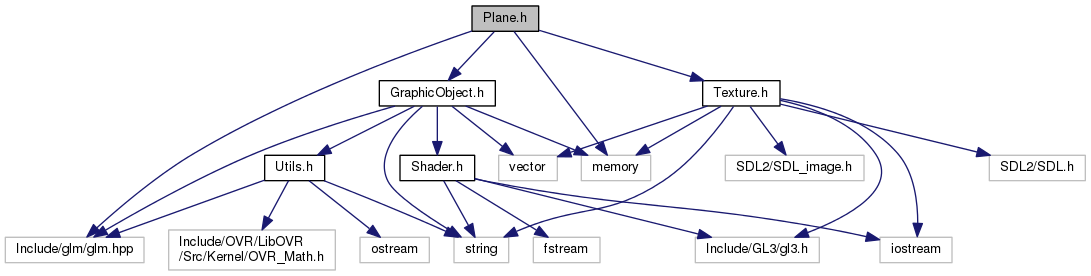 Plane.h
GraphicObject.h
Texture.h
Utils.h
Shader.h
vector
memory
SDL2/SDL_image.h
SDL2/SDL.h
Include/glm/glm.hpp
Include/OVR/LibOVR
/Src/Kernel/OVR_Math.h
ostream
string
fstream
Include/GL3/gl3.h
iostream